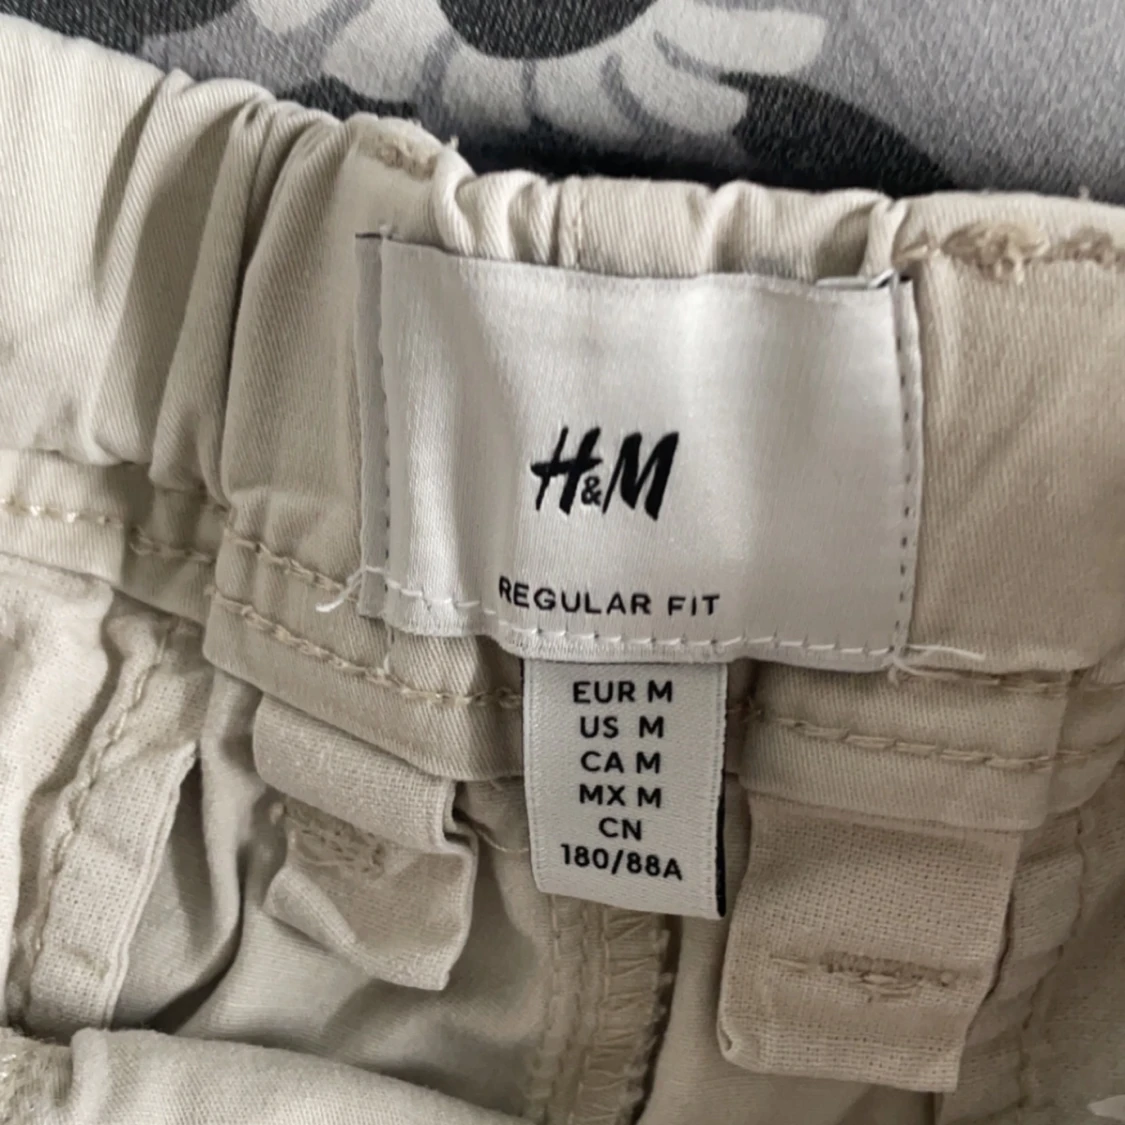 H&M
REGULAR FIT
EUR M
US M
CA M
MX M
CN
180/88A